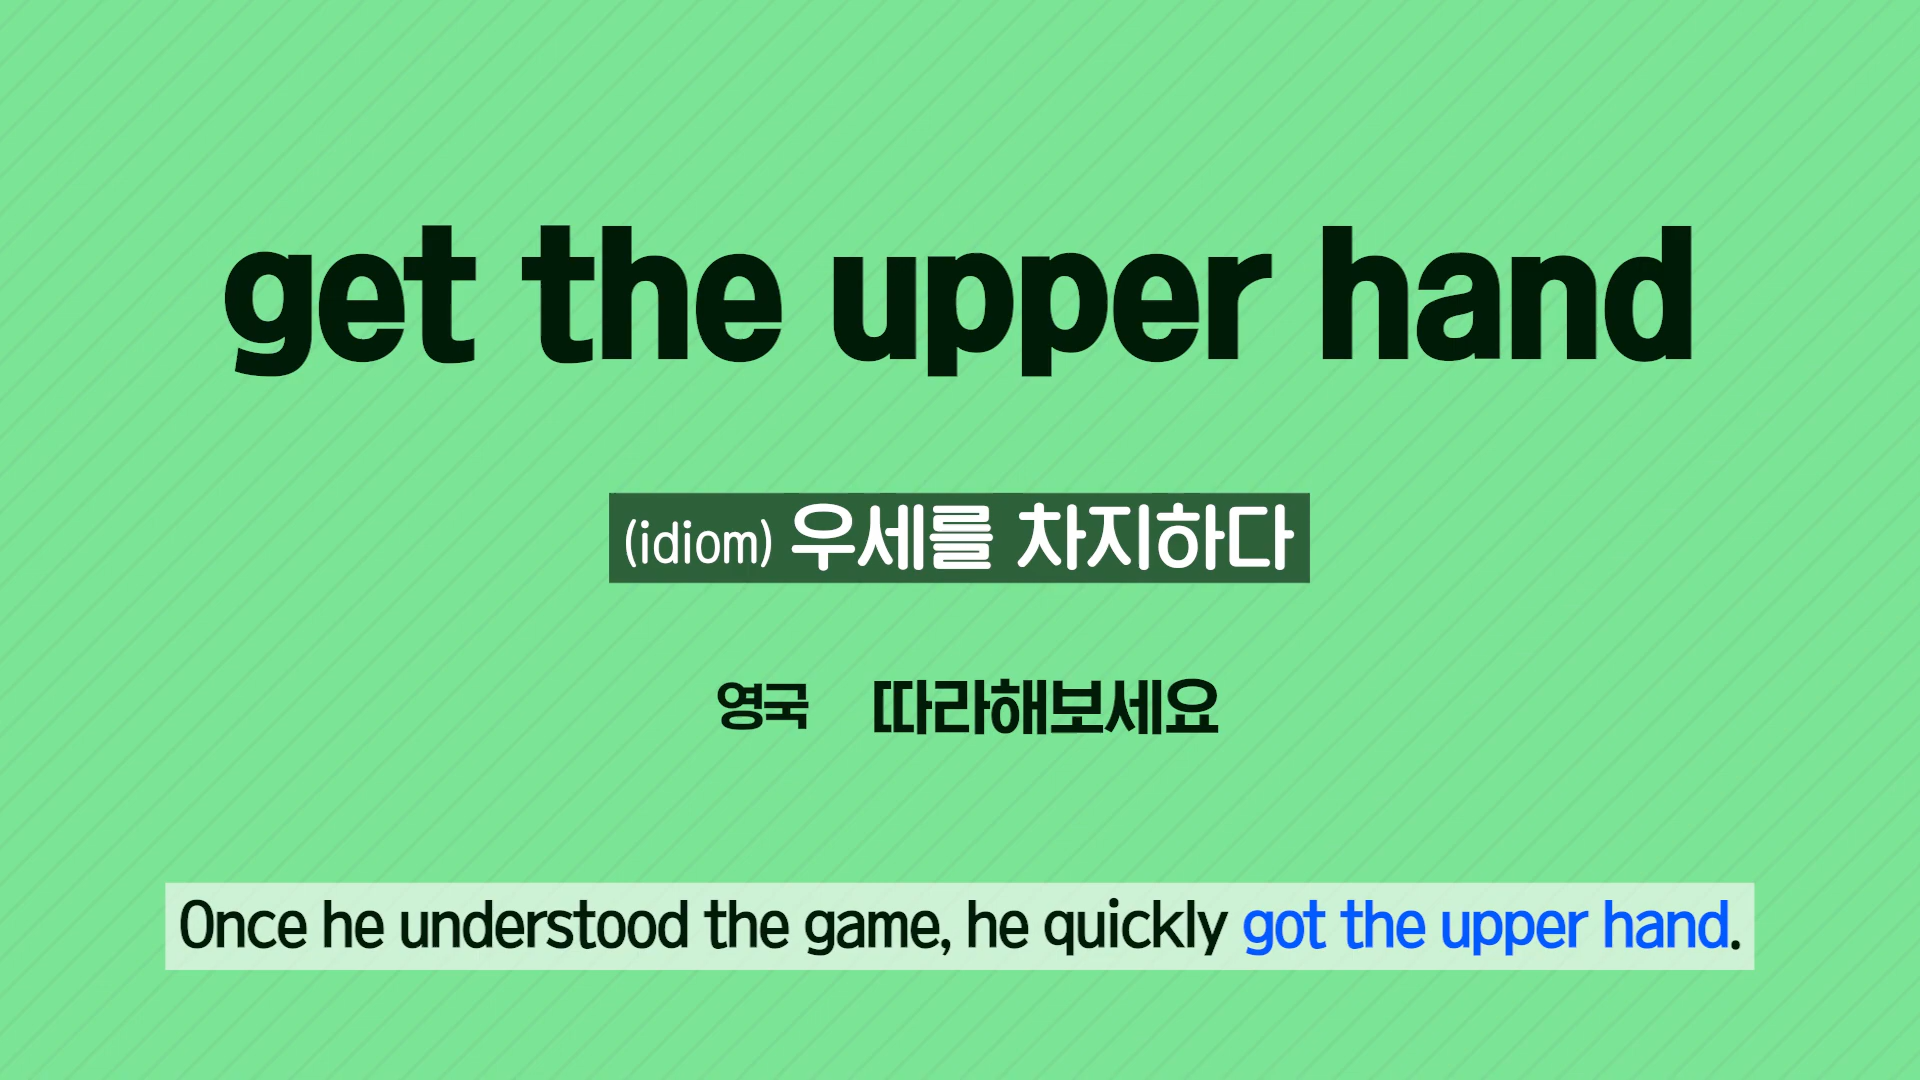 get the upper hand
(idiom) 우세를 차지하다
영국 따라해보세요
Once he understood the game, he quickly got the upper hand.